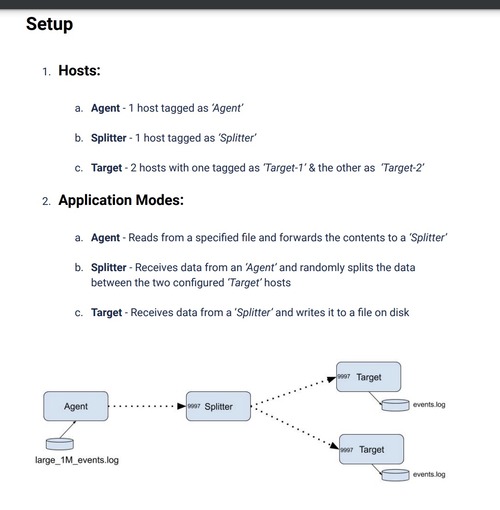 Setup
1. Hosts:
a. Agent - 1 host tagged as 'Agent'
b. Splitter - 1 host tagged as 'Splitter'
c. Target - 2 hosts with one tagged as 'Target-1' & the other as 'Target-2'
2. Application Modes:
a. Agent - Reads from a specified file and forwards the contents to a 'Splitter'
b. Splitter - Receives data from an 'Agent' and randomly splits the data
between the two configured 'Target' hosts
c. Target - Receives data from a 'Splitter' and writes it to a file on disk
9997 Target
events.log
Agent
9997 Splitter
large_1M_events.log
9997 Target
events.log